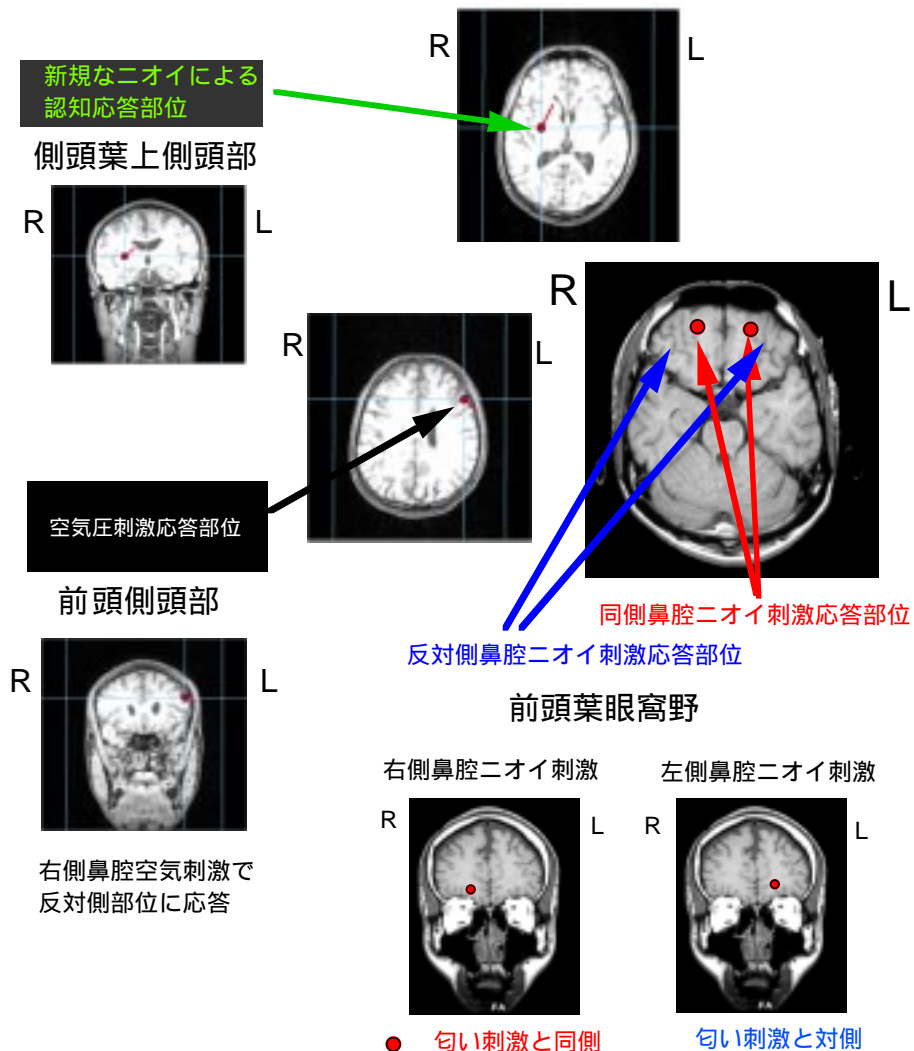 R
L
新規なニオイによる
認知応答部位
側頭葉上側頭部
R
L
R
L
R
L
空気圧刺激応答部位
前頭側頭部
同側鼻腔ニオイ刺激応答部位
反対側鼻腔ニオイ刺激応答部位
R
L
前頭葉眼窩野
右側鼻腔ニオイ刺激
左側鼻腔ニオイ刺激
R
L
R
L
右側鼻腔空気刺激で
反対側部位に応答
FA
FA
匂い刺激と同側
匂い刺激と対側